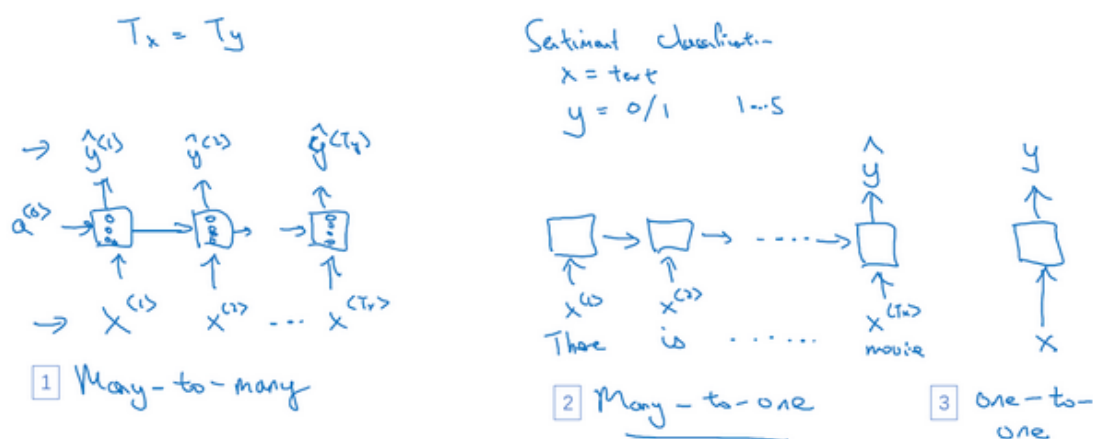 Tx = Ty
ŷ<1> ŷ<2> ŷ<Ty>
a<0>
x<1> x<2> ... x<Tx>
1 Many-to-many
Sentiment classification
x = text
y = 0/1 1...5
ŷ
.....
x<1> x<2> x<Tx>
There is ...... movie
2 Many-to-one
y
x
3 one-to-
one